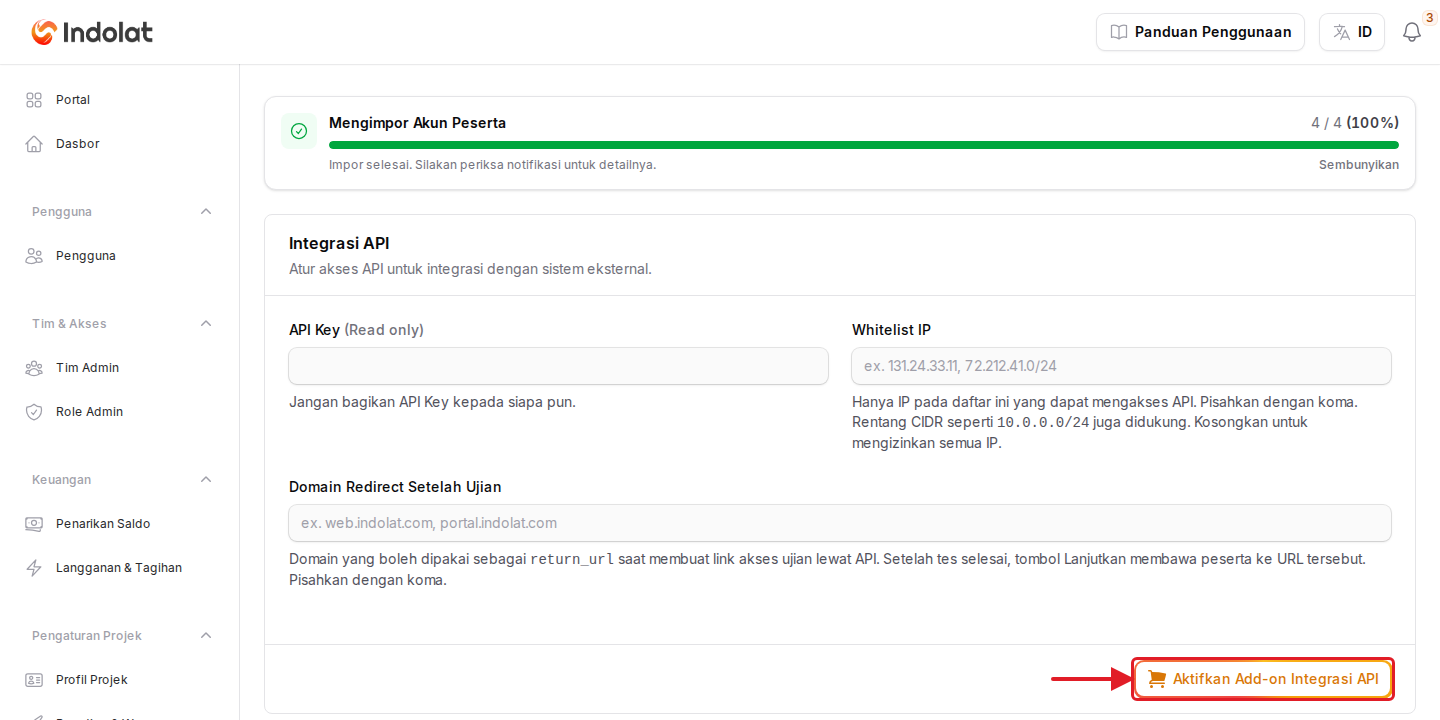 Indolat
Panduan Penggunaan
ID
3
Portal
Dasbor
Pengguna
Pengguna
Tim & Akses
Tim Admin
Role Admin
Keuangan
Penarikan Saldo
Langganan & Tagihan
Pengaturan Projek
Profil Projek
Mengimpor Akun Peserta
4 / 4 (100%)
Impor selesai. Silakan periksa notifikasi untuk detailnya.
Sembunyikan
Integrasi API
Atur akses API untuk integrasi dengan sistem eksternal.
API Key (Read only)
Jangan bagikan API Key kepada siapa pun.
Whitelist IP
ex. 131.24.33.11, 72.212.41.0/24
Hanya IP pada daftar ini yang dapat mengakses API. Pisahkan dengan koma.
Rentang CIDR seperti 10.0.0.0/24 juga didukung. Kosongkan untuk
mengizinkan semua IP.
Domain Redirect Setelah Ujian
ex. web.indolat.com, portal.indolat.com
Domain yang boleh dipakai sebagai return_url saat membuat link akses ujian lewat API. Setelah tes selesai, tombol Lanjutkan membawa peserta ke URL tersebut.
Pisahkan dengan koma.
Aktifkan Add-on Integrasi API